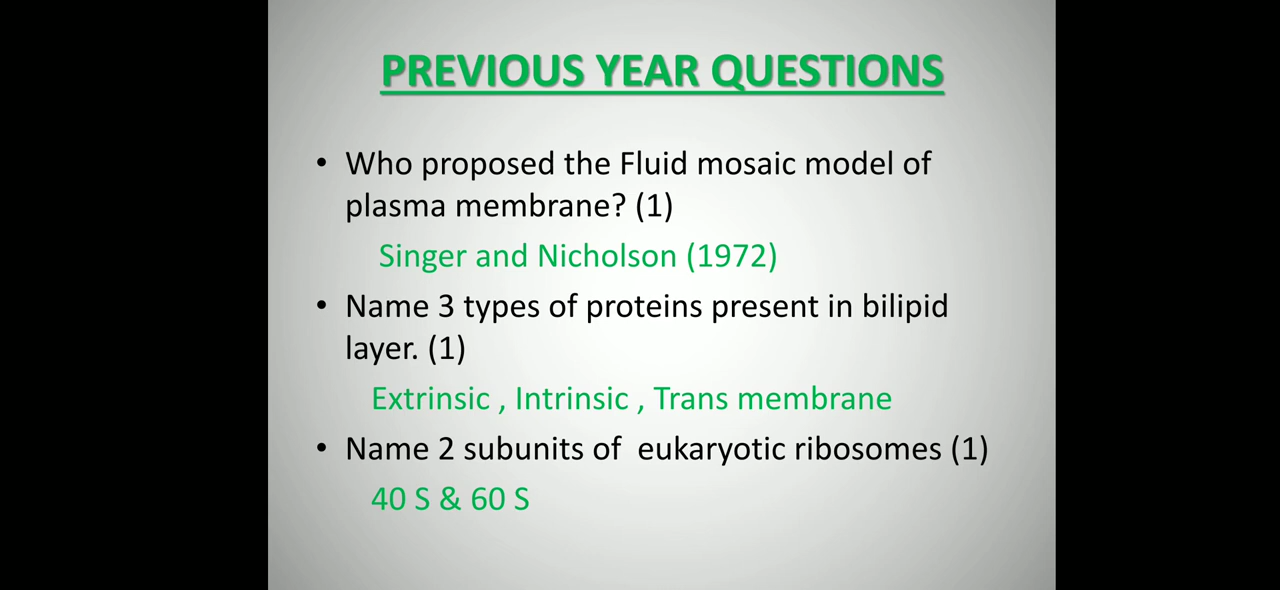 PREVIOUS YEAR QUESTIONS
• Who proposed the Fluid mosaic model of
plasma membrane? (1)
Singer and Nicholson (1972)
• Name 3 types of proteins present in bilipid
layer. (1)
Extrinsic , Intrinsic , Trans membrane
• Name 2 subunits of  eukaryotic ribosomes (1)
40 S & 60 S